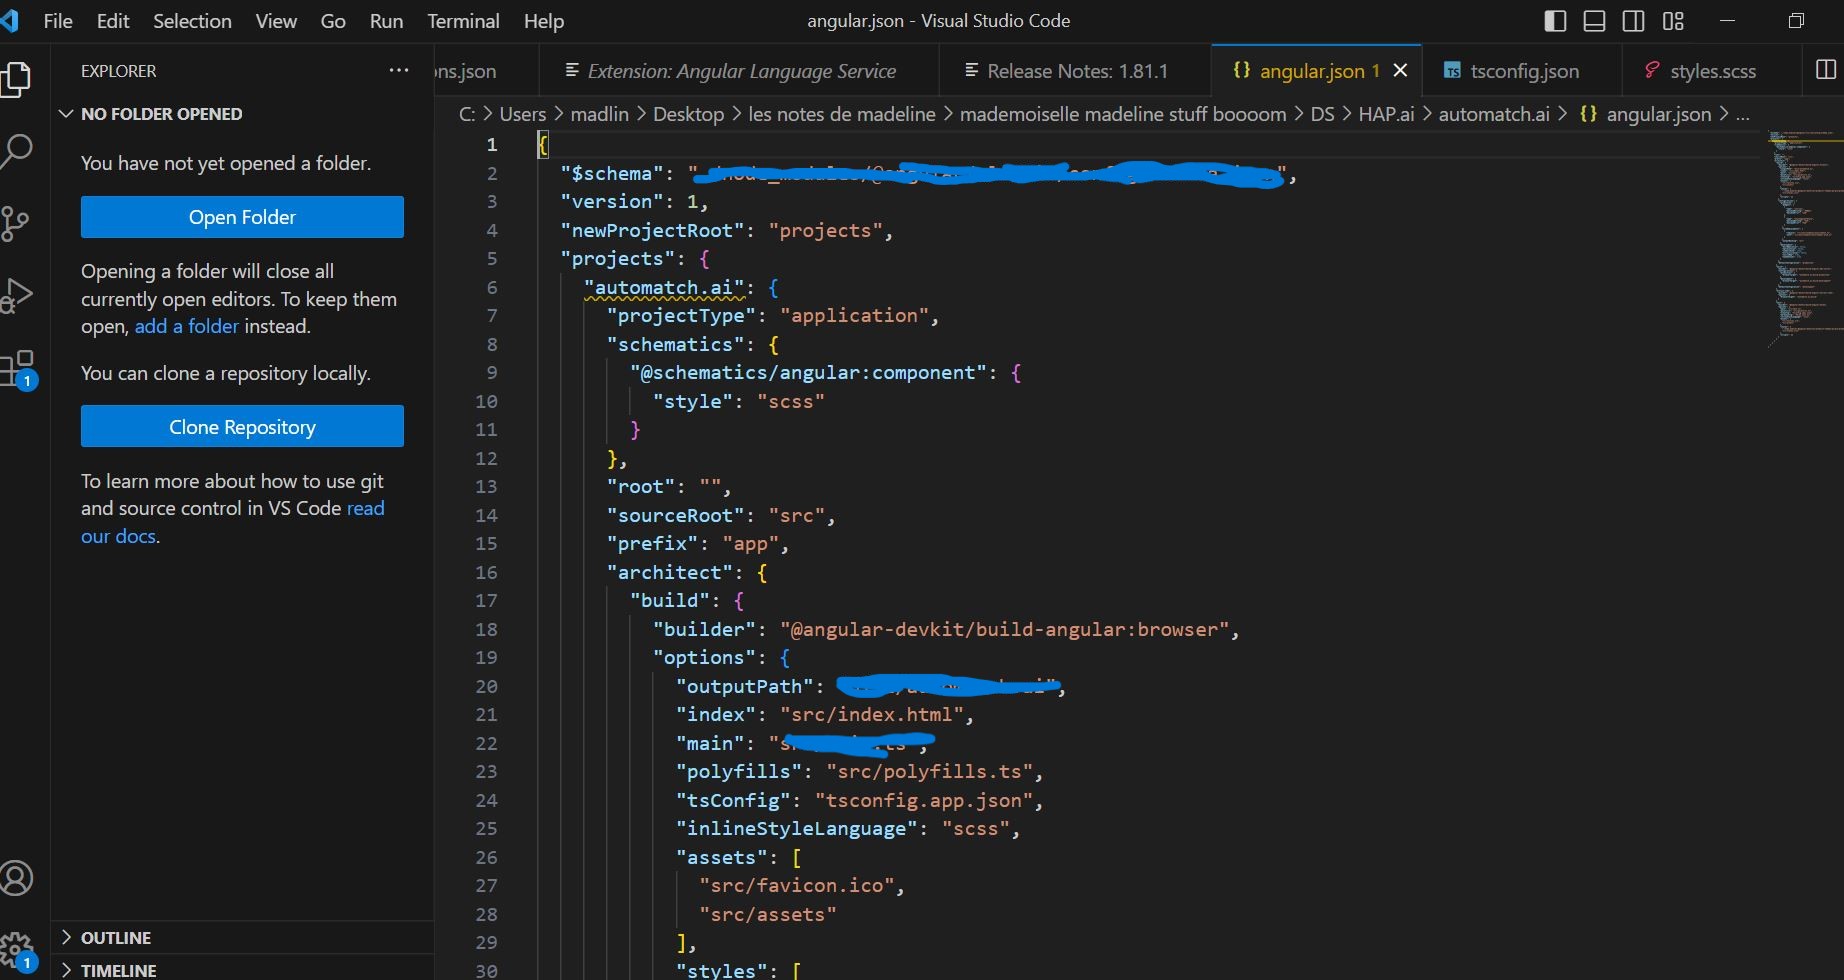 File Edit Selection View Go Run Terminal Help
angular.json - Visual Studio Code
EXPLORER
ons.json
Extension: Angular Language Service
Release Notes: 1.81.1
{} angular.json 1
TS tsconfig.json
styles.scss
NO FOLDER OPENED
You have not yet opened a folder.
Open Folder
Opening a folder will close all
currently open editors. To keep them
open, add a folder instead.
You can clone a repository locally.
Clone Repository
To learn more about how to use git
and source control in VS Code read
our docs.
1
OUTLINE
1
TIMELINE
C: > Users > madlin > Desktop > les notes de madeline > mademoiselle madeline stuff boooom > DS > HAP.ai > automatch.ai > {} angular.json > ...
1 {
2 "$schema": " ",
3 "version": 1,
4 "newProjectRoot": "projects",
5 "projects": {
6 "automatch.ai": {
7 "projectType": "application",
8 "schematics": {
9 "@schematics/angular:component": {
10 "style": "scss"
11 }
12 },
13 "root": "",
14 "sourceRoot": "src",
15 "prefix": "app",
16 "architect": {
17 "build": {
18 "builder": "@angular-devkit/build-angular:browser",
19 "options": {
20 "outputPath": ",
21 "index": "src/index.html",
22 "main": " ,
23 "polyfills": "src/polyfills.ts",
24 "tsConfig": "tsconfig.app.json",
25 "inlineStyleLanguage": "scss",
26 "assets": [
27 "src/favicon.ico",
28 "src/assets"
29 ],
30 "styles": [